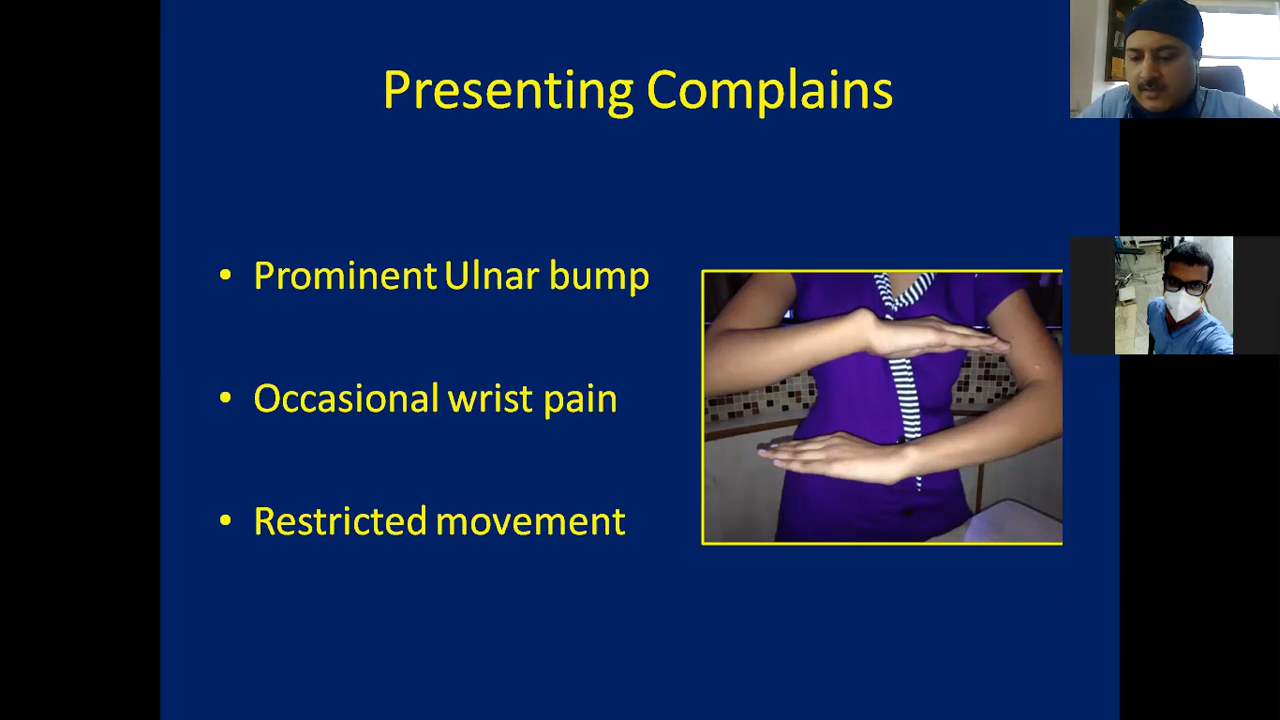 Presenting Complains
• Prominent Ulnar bump
• Occasional wrist pain
• Restricted movement